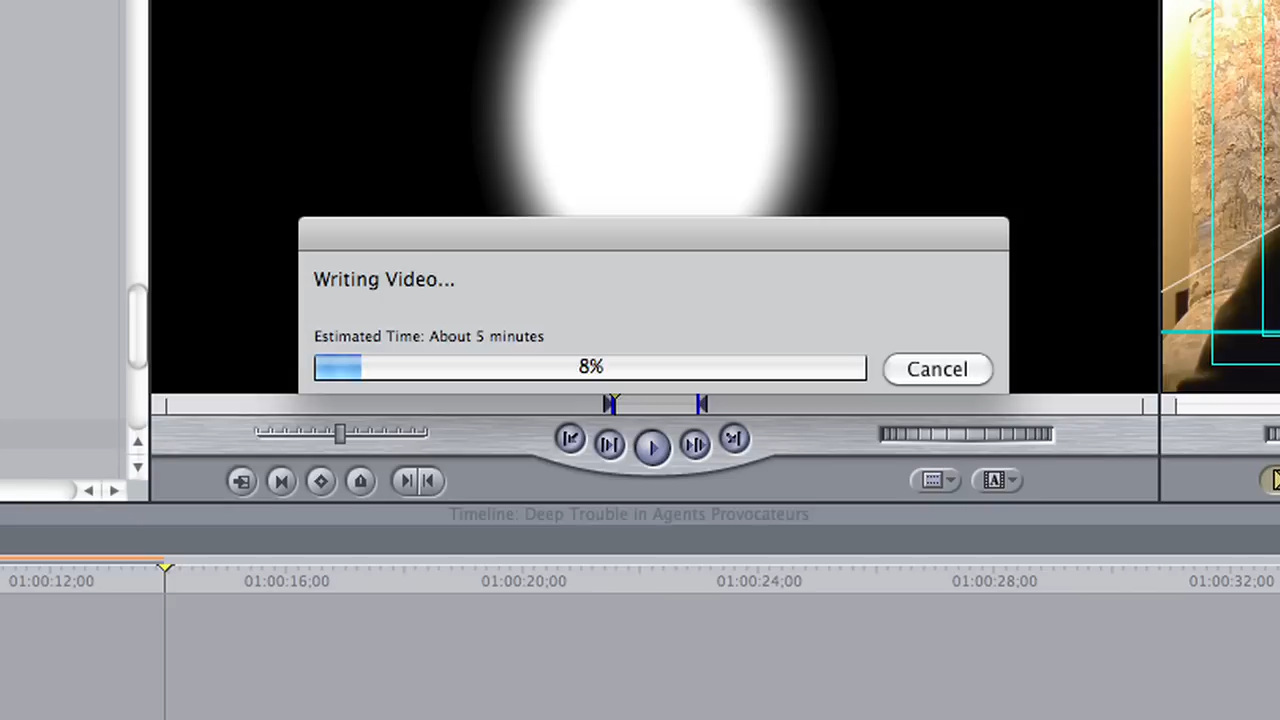 Writing Video...
Estimated Time: About 5 minutes
8%
Cancel
A
Timeline: Deep Trouble in Agents Provocateurs
01:00:12;00 01:00:16;00 01:00:20;00 01:00:24;00 01:00:28;00 01:00:32;00